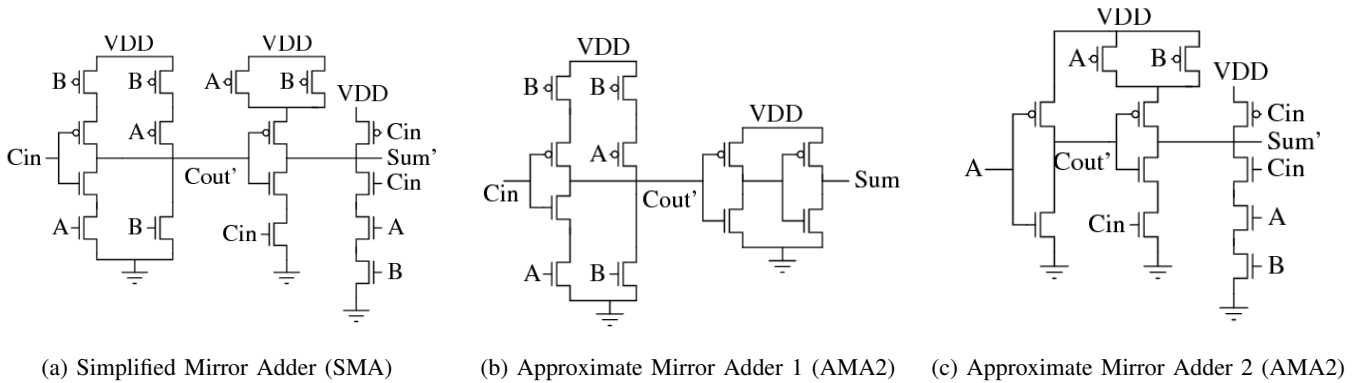 VDD VDD
B B A B VDD
A Cin
Cin Cout' Sum'
Cin
A B Cin A
B
(a) Simplified Mirror Adder (SMA)
VDD
B B
A VDD
Cin Cout' Sum
A B
(b) Approximate Mirror Adder 1 (AMA2)
VDD
A B
VDD
Cin
A Cout' Sum'
Cin
Cin A
B
(c) Approximate Mirror Adder 2 (AMA2)